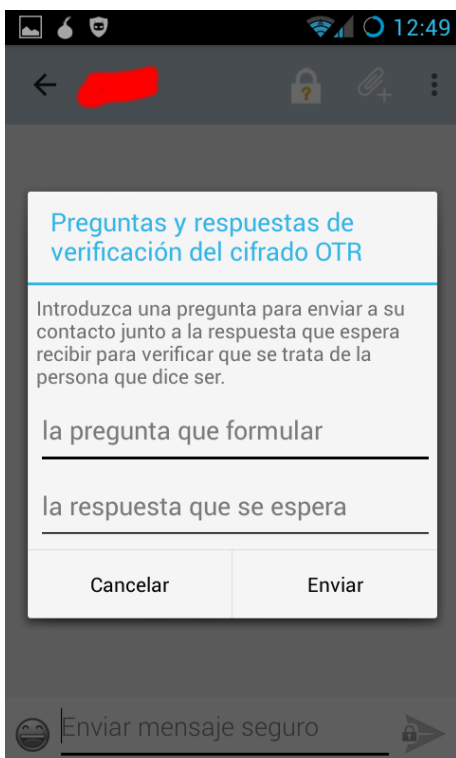 12:49
?
Preguntas y respuestas de
verificación del cifrado OTR
Introduzca una pregunta para enviar a su
contacto junto a la respuesta que espera
recibir para verificar que se trata de la
persona que dice ser.
la pregunta que formular
la respuesta que se espera
Cancelar Enviar
Enviar mensaje seguro